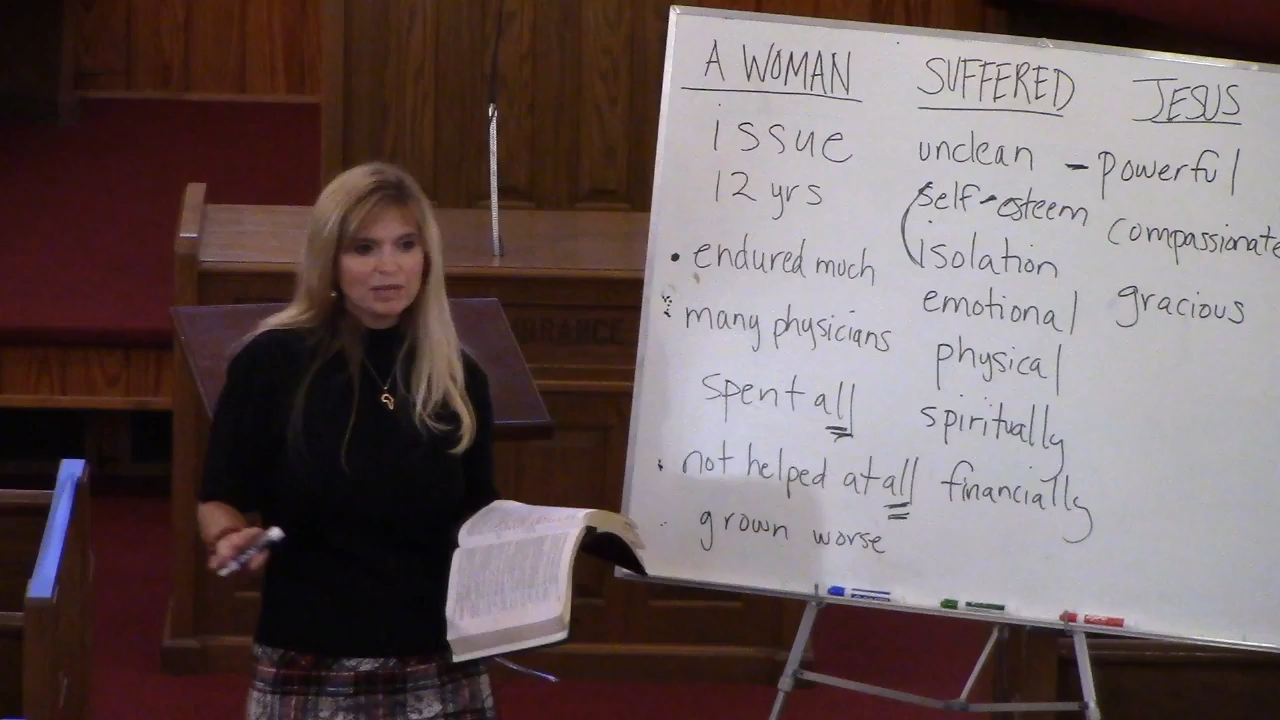 A WOMAN
issue
12 yrs
• endured much
many physicians
spent all
• not helped at all
grown worse
SUFFERED
unclean -
self-esteem
isolation
emotional
physical
spiritually
financially
JESUS
powerful
compassionate
gracious